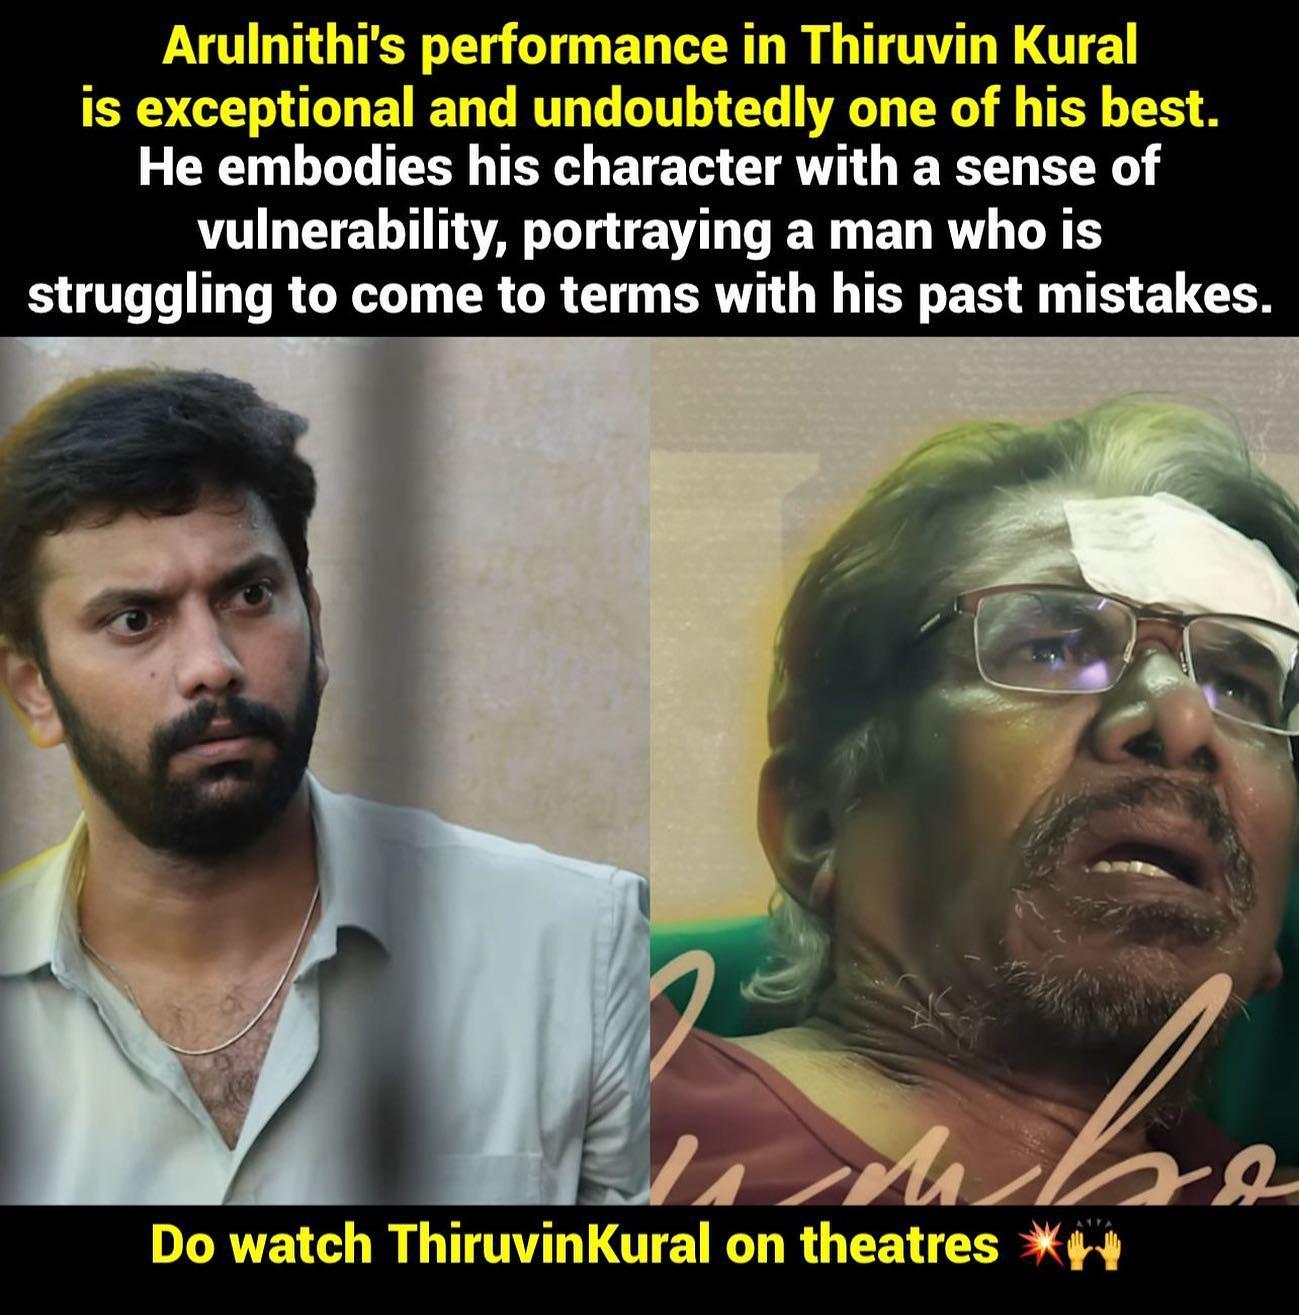 Arulnithi's performance in Thiruvin Kural
is exceptional and undoubtedly one of his best.
He embodies his character with a sense of
vulnerability, portraying a man who is
struggling to come to terms with his past mistakes.
Do watch ThiruvinKural on theatres 💥🙌